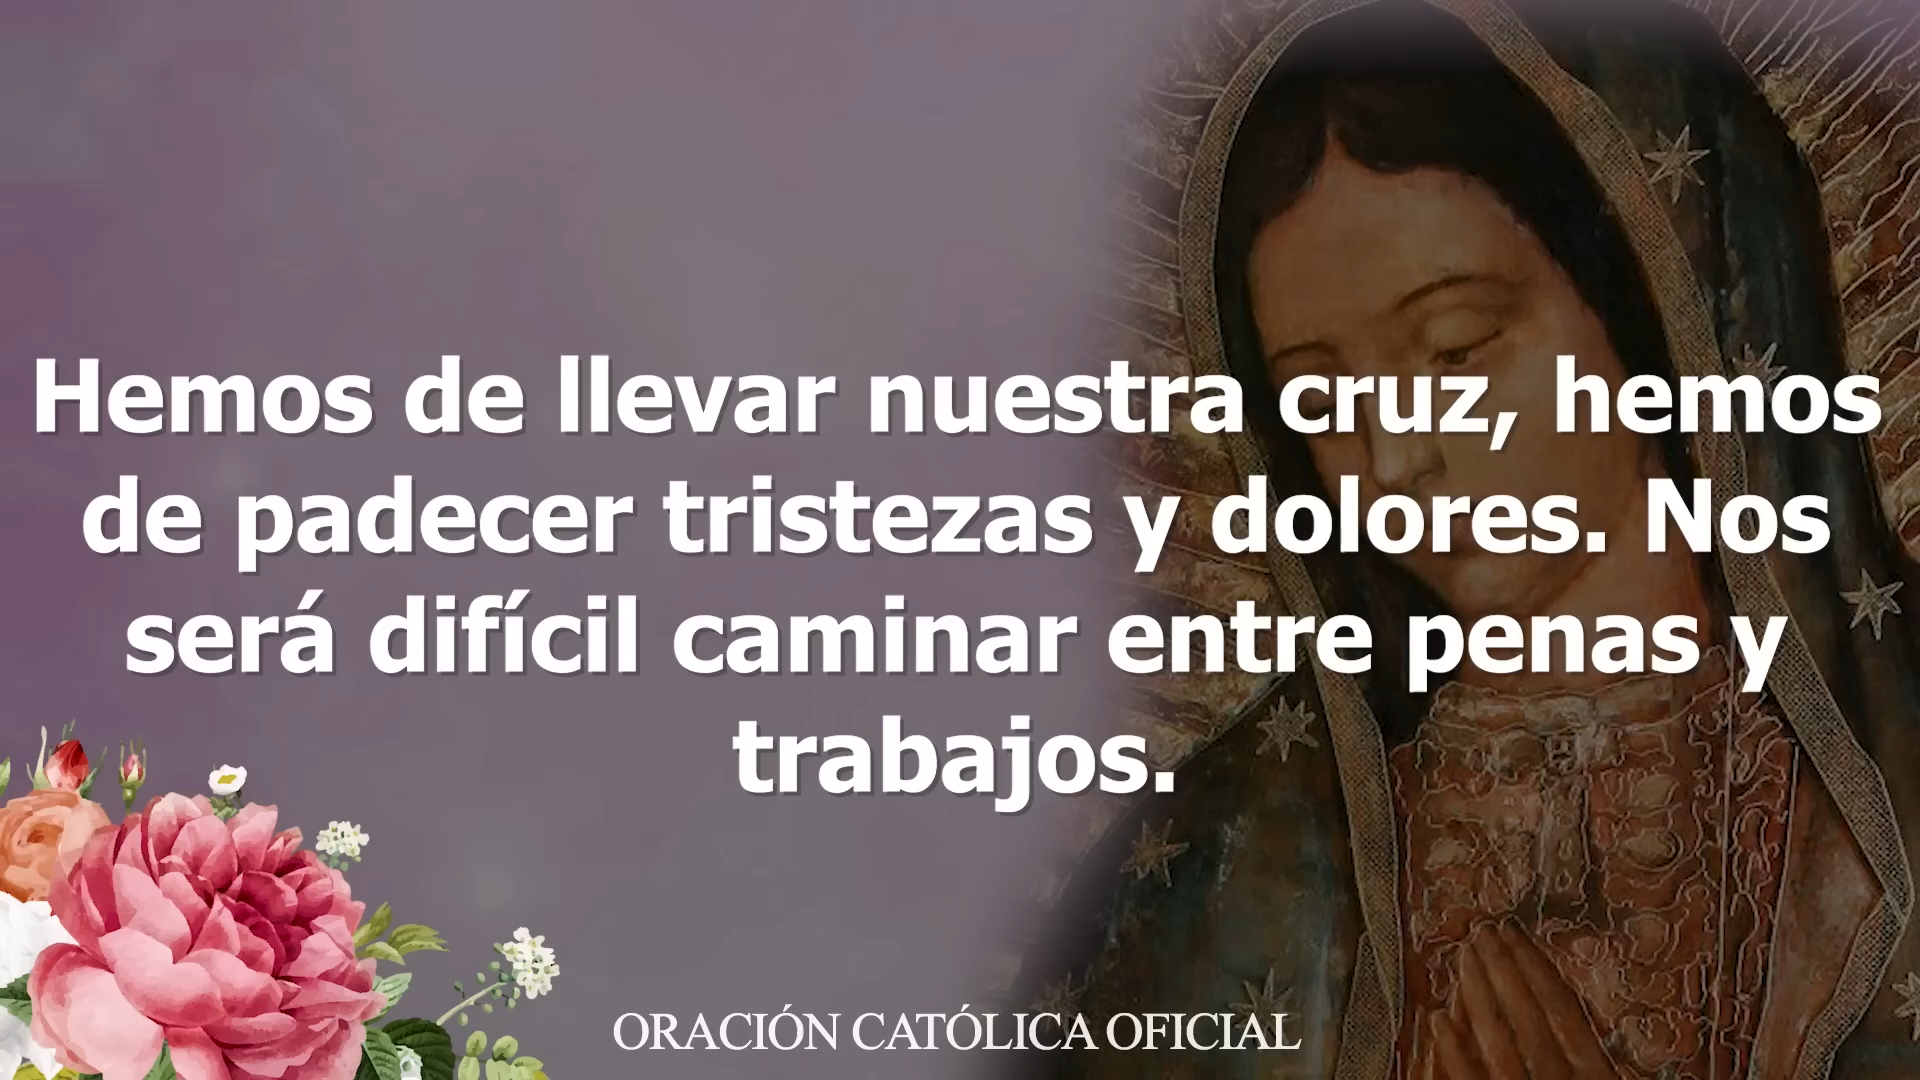 Hemos de llevar nuestra cruz, hemos
de padecer tristezas y dolores. Nos
será difícil caminar entre penas y
trabajos.
ORACIÓN CATÓLICA OFICIAL